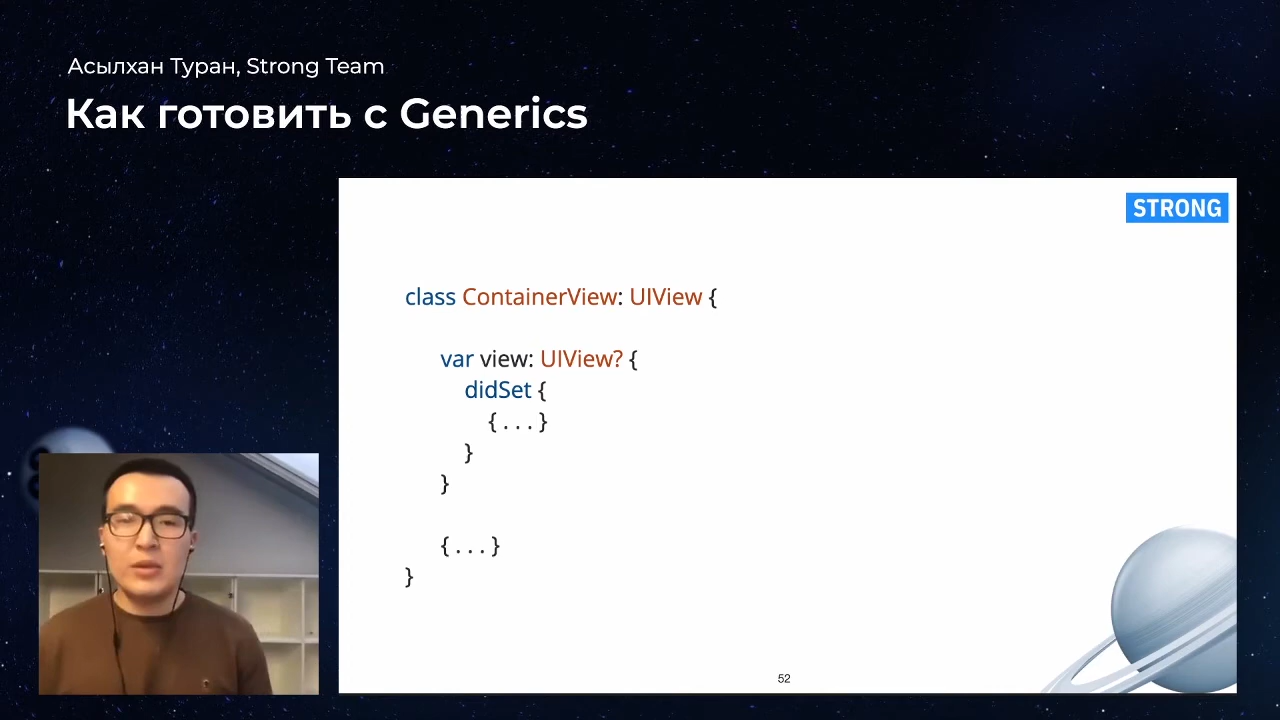 Асылхан Туран, Strong Team
Как готовить с Generics
STRONG
class ContainerView: UIView {
var view: UIView? {
didSet {
{ . . . }
}
}
{ . . . }
}
52